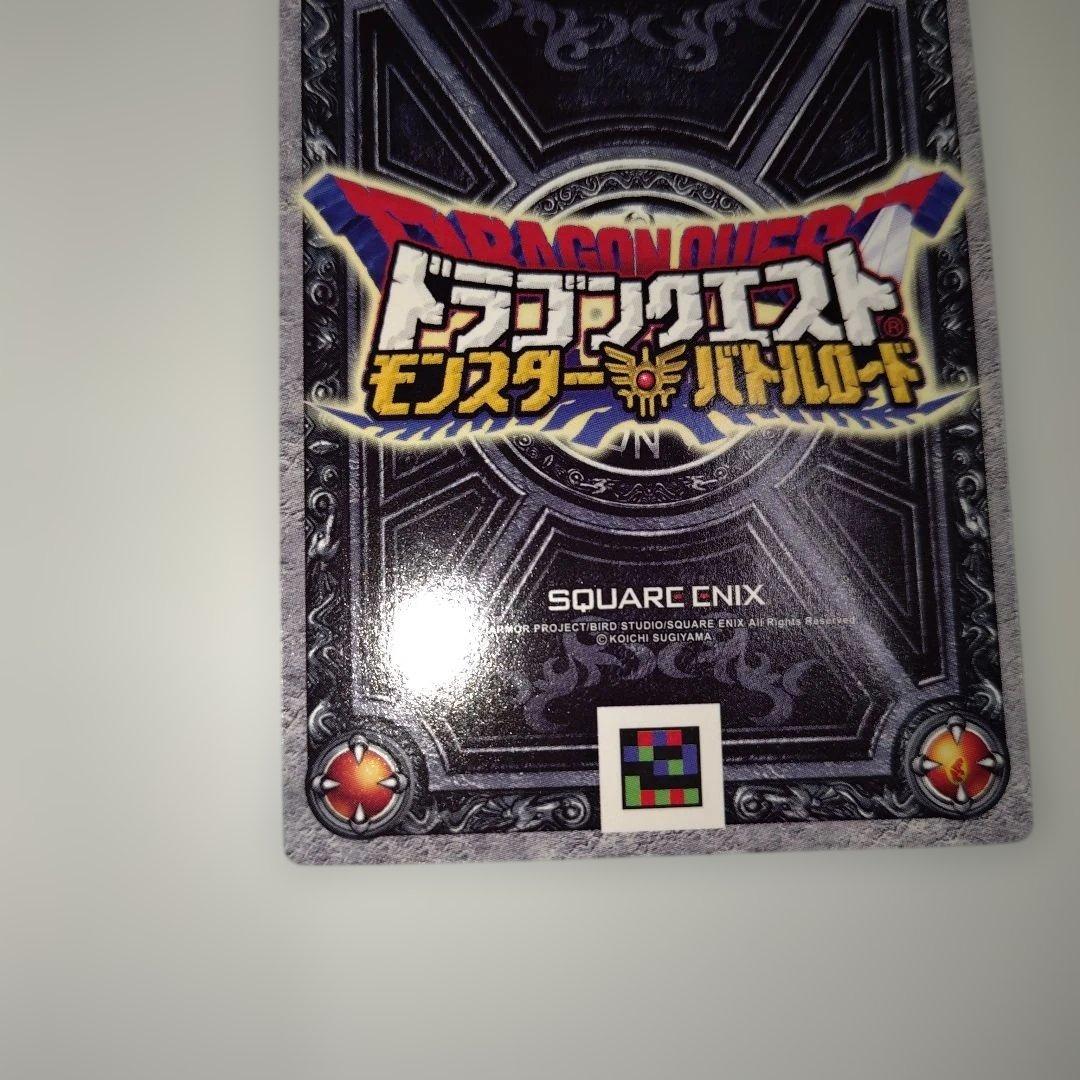 DRAGON QUEST
ドラゴンクエスト®
モンスターバトルロード
SQUARE ENIX
ARMOR PROJECT/BIRD STUDIO/SQUARE ENIX All Rights Reserved
© KOICHI SUGIYAMA